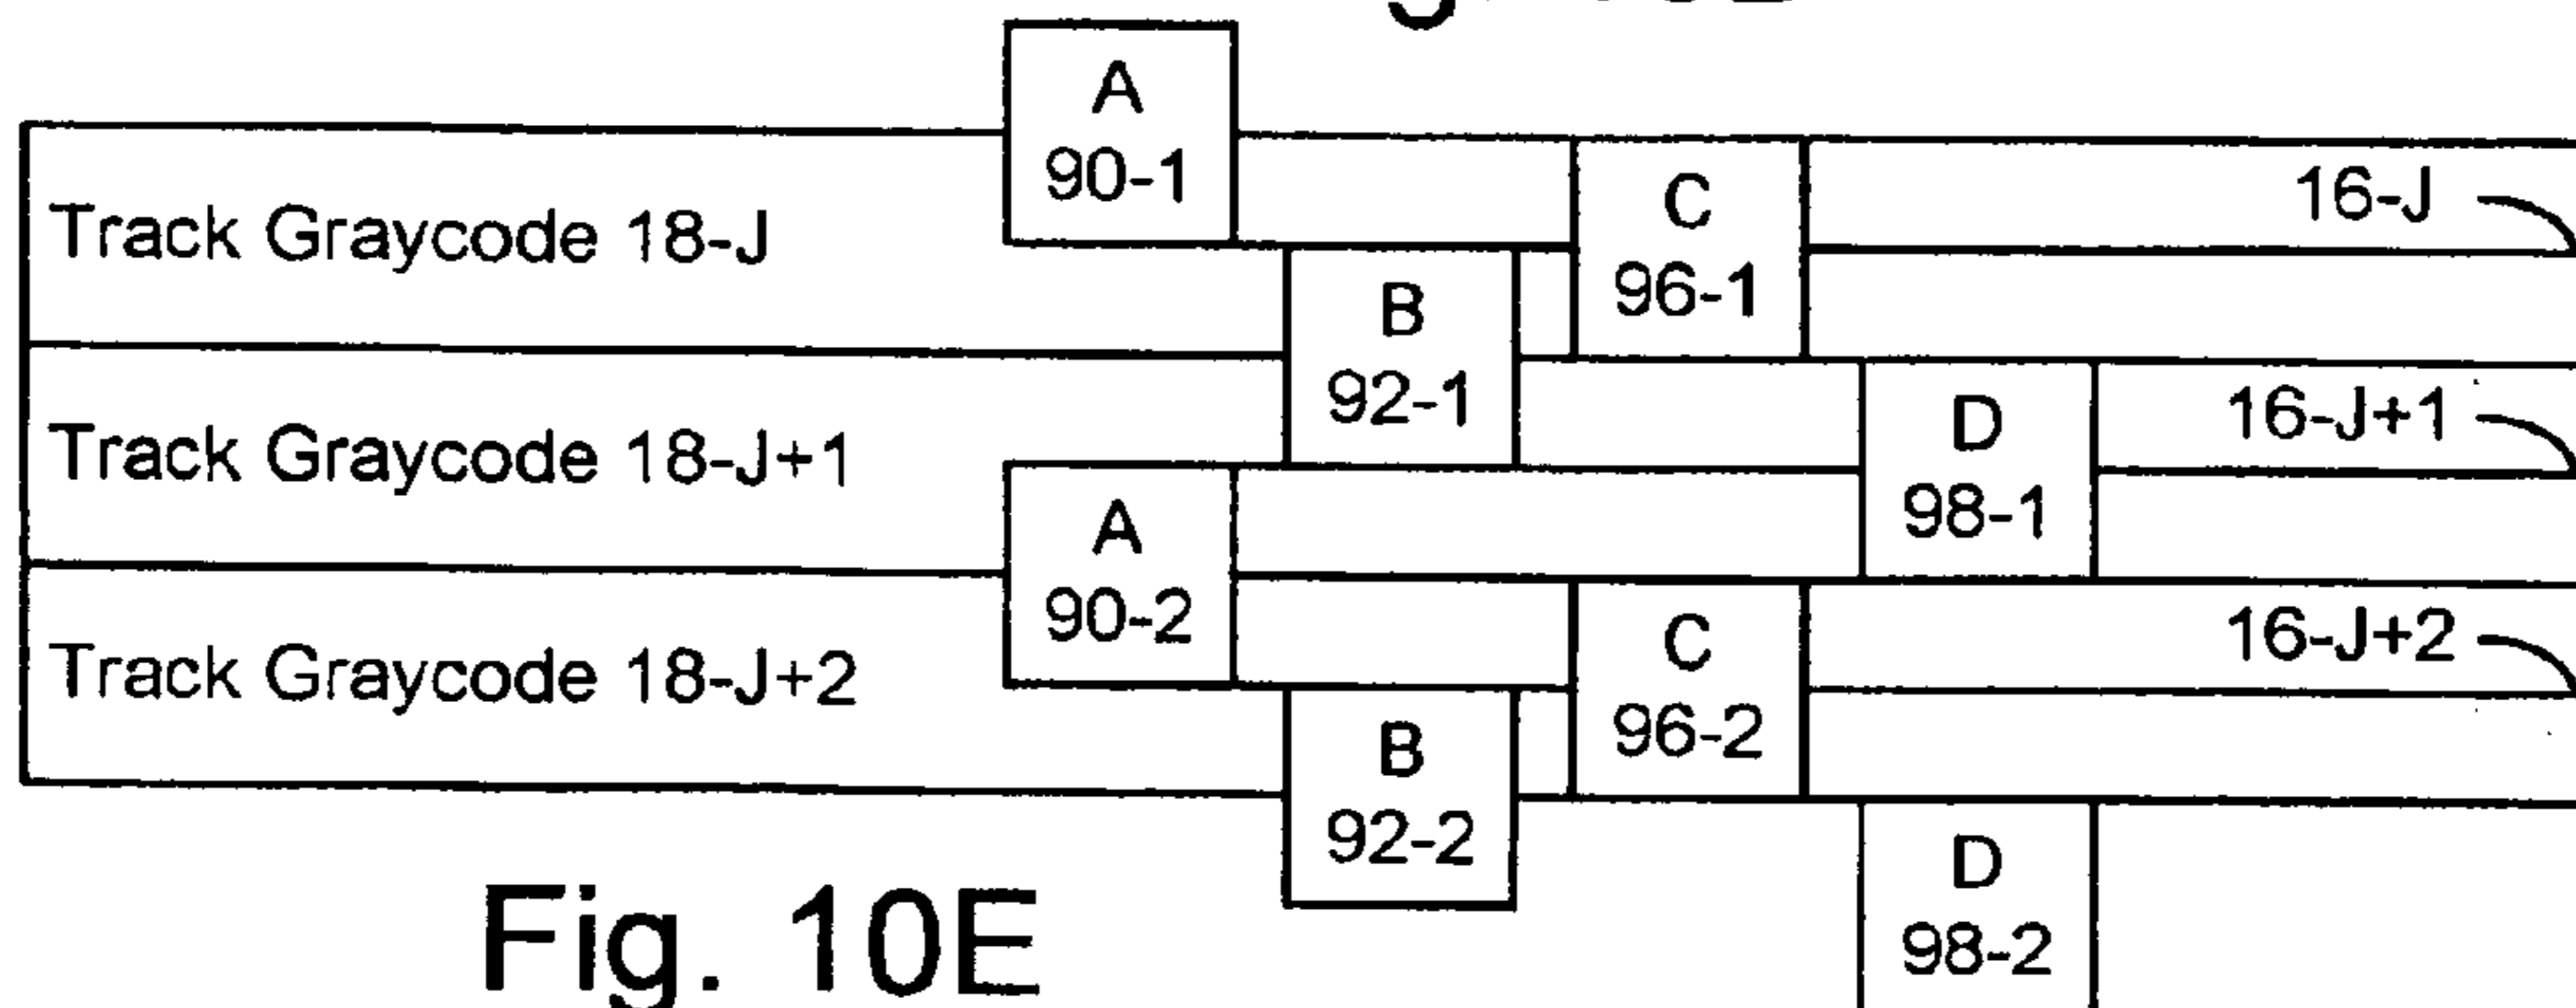 A
90-1
Track Graycode 18-J
C
96-1
16-J
B
92-1
Track Graycode 18-J+1
D
98-1
16-J+1
A
90-2
Track Graycode 18-J+2
C
96-2
16-J+2
B
92-2
D
98-2
Fig. 10E